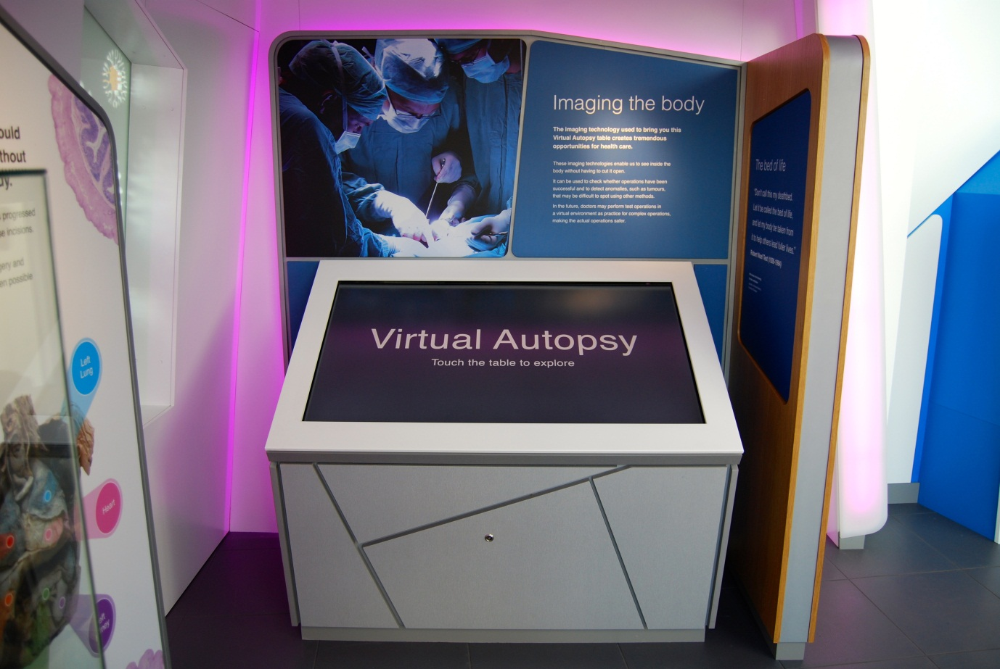 ould
thout
dy.
s progressed
se incisions.
gery and
en possible
Left
Lung
Heart
Imaging the body
The imaging technology used to bring you this
Virtual Autopsy table creates tremendous
opportunities for health care.
These imaging technologies enable us to see inside the
body without having to cut it open.
It can be used to check whether operations have been
successful and to detect anomalies, such as tumours,
that may be difficult to spot using other methods.
In the future, doctors may perform test operations in
a virtual environment as practice for complex operations,
making the actual operations safer.
Virtual Autopsy
Touch the table to explore
The bed of life
"Don't call this my deathbed.
Let it be called the bed of life,
and let my body be taken from
it to help others lead fuller lives."
Robert Noel Test (1926-1994)